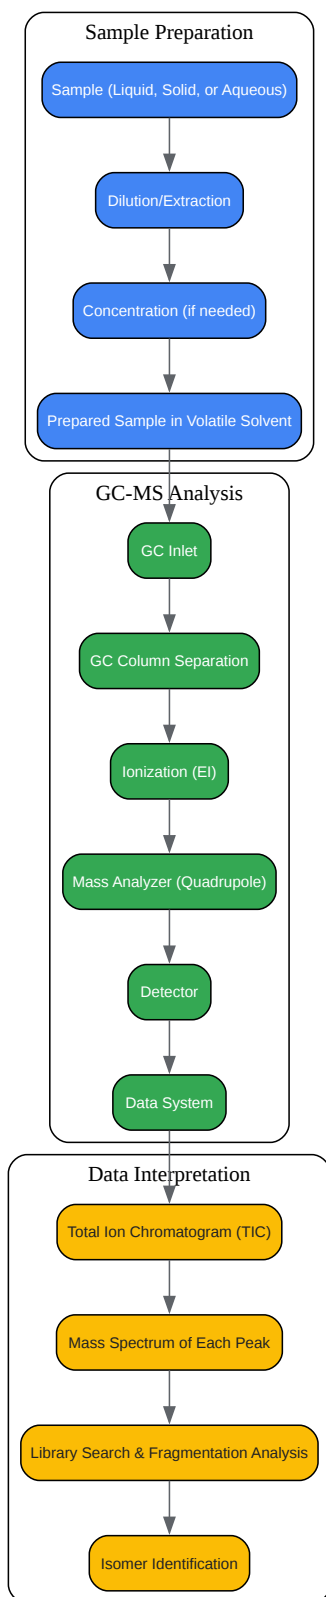 Sample Preparation
Sample (Liquid, Solid, or Aqueous)
Dilution/Extraction
Concentration (if needed)
Prepared Sample in Volatile Solvent
GC-MS Analysis
GC Inlet
GC Column Separation
Ionization (EI)
Mass Analyzer (Quadrupole)
Detector
Data System
Data Interpretation
Total Ion Chromatogram (TIC)
Mass Spectrum of Each Peak
Library Search & Fragmentation Analysis
Isomer Identification